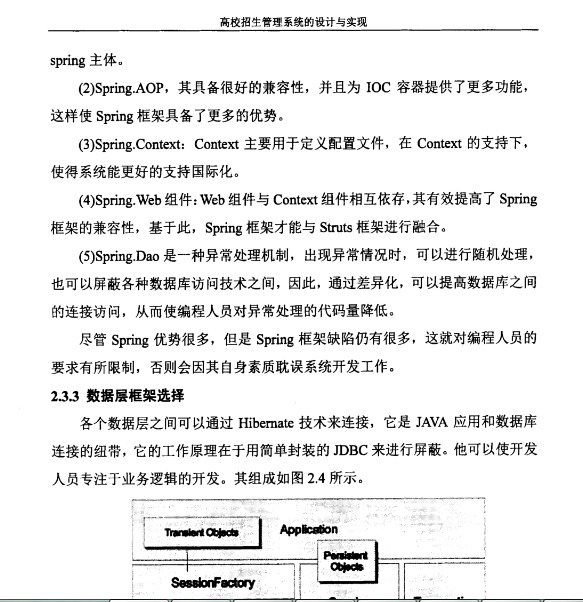 高校招生管理系统的设计与实现
spring 主体。
(2)Spring.AOP，其具备很好的兼容性，并且为 IOC 容器提供了更多功能，
这样使 Spring 框架具备了更多的优势。
(3)Spring.Context：Context 主要用于定义配置文件，在 Context 的支持下，
使得系统能更好的支持国际化。
(4)Spring.Web 组件：Web 组件与 Context 组件相互依存，其有效提高了 Spring
框架的兼容性，基于此，Spring 框架才能与 Struts 框架进行融合。
(5)Spring.Dao 是一种异常处理机制，出现异常情况时，可以进行随机处理，
也可以屏蔽各种数据库访问技术之间，因此，通过差异化，可以提高数据库之间
的连接访问，从而使编程人员对异常处理的代码量降低。
尽管 Spring 优势很多，但是 Spring 框架缺陷仍有很多，这就对编程人员的
要求有所限制，否则会因其自身素质耽误系统开发工作。
2.3.3 数据层框架选择
各个数据层之间可以通过 Hibernate 技术来连接，它是 JAVA 应用和数据库
连接的纽带，它的工作原理在于用简单封装的 JDBC 来进行屏蔽。他可以使开发
人员专注于业务逻辑的开发。其组成如图 2.4 所示。
Transient Objects
Application
Persistent
Objects
SessionFactory